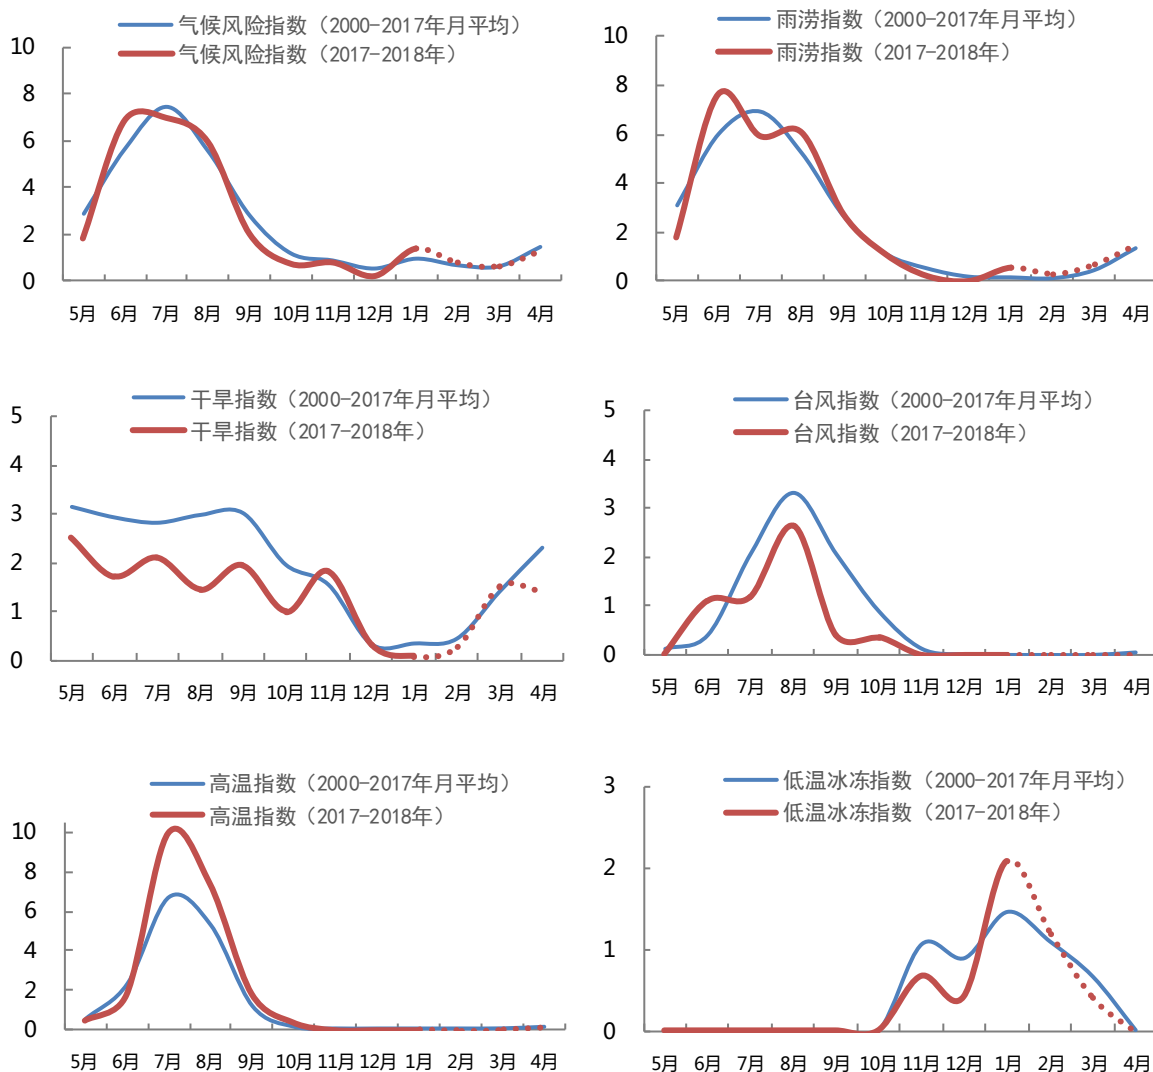 气候风险指数（2000-2017年月平均）
气候风险指数（2017-2018年）
10
8
6
4
2
0
5月 6月 7月 8月 9月 10月 11月 12月 1月 2月 3月 4月
雨涝指数（2000-2017年月平均）
雨涝指数（2017-2018年）
10
8
6
4
2
0
5月 6月 7月 8月 9月 10月 11月 12月 1月 2月 3月 4月
干旱指数（2000-2017年月平均）
干旱指数（2017-2018年）
5
4
3
2
1
0
5月 6月 7月 8月 9月 10月 11月 12月 1月 2月 3月 4月
台风指数（2000-2017年月平均）
台风指数（2017-2018年）
5
4
3
2
1
0
5月 6月 7月 8月 9月 10月 11月 12月 1月 2月 3月 4月
高温指数（2000-2017年月平均）
高温指数（2017-2018年）
10
8
6
4
2
0
5月 6月 7月 8月 9月 10月 11月 12月 1月 2月 3月 4月
低温冰冻指数（2000-2017年月平均）
低温冰冻指数（2017-2018年）
3
2
1
0
5月 6月 7月 8月 9月 10月 11月 12月 1月 2月 3月 4月